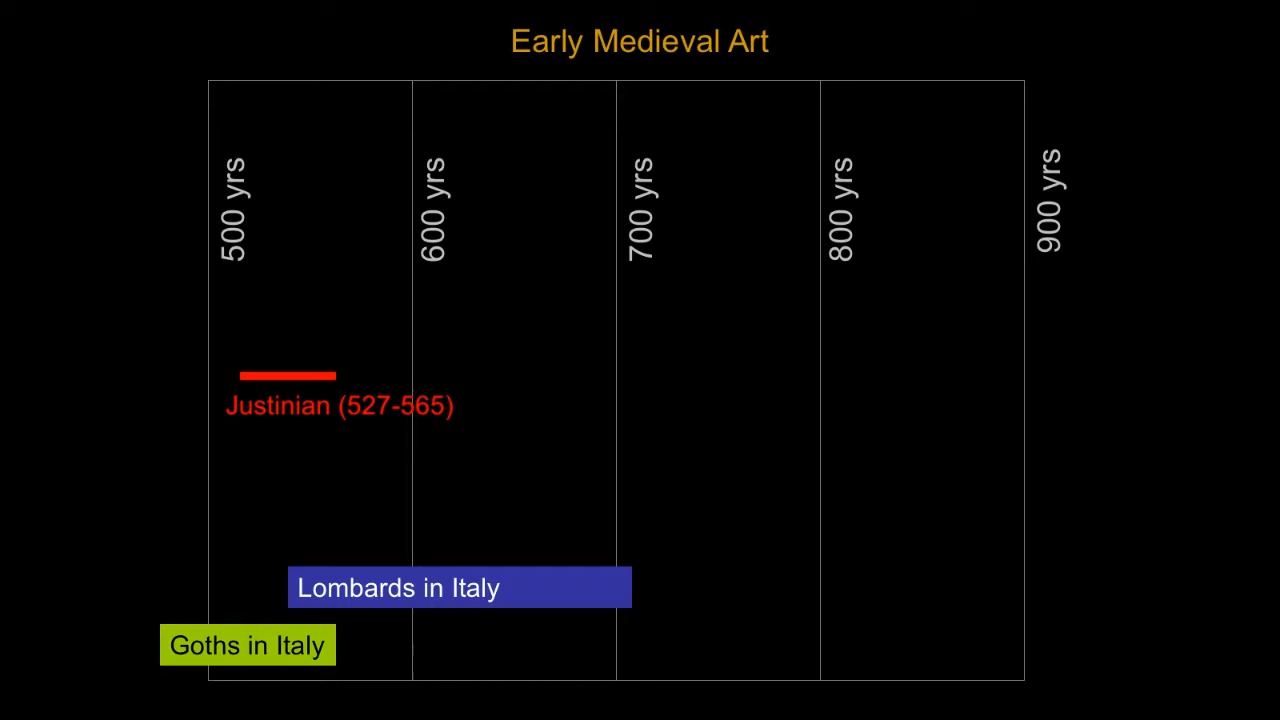 Early Medieval Art
500 yrs
600 yrs
700 yrs
800 yrs
900 yrs
Justinian (527-565)
Lombards in Italy
Goths in Italy